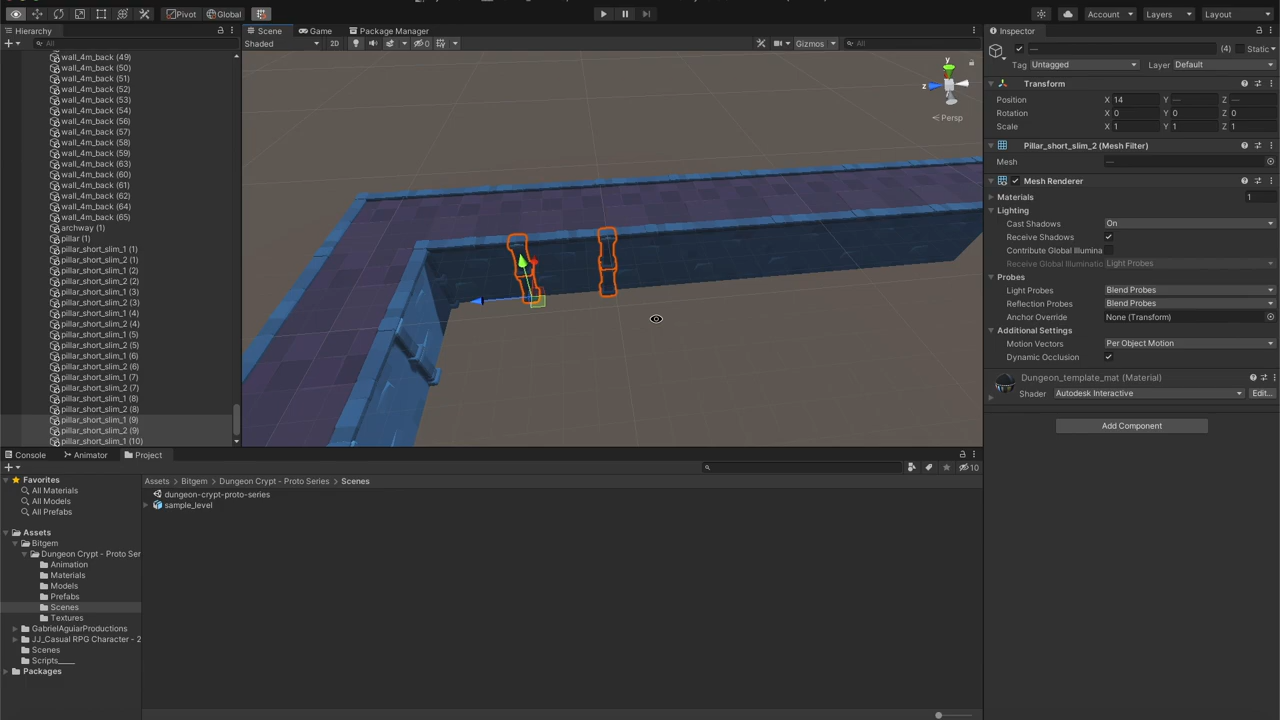 Pivot Global Account Layers Layout
Hierarchy
All
wall_4m_back (49)
wall_4m_back (50)
wall_4m_back (51)
wall_4m_back (52)
wall_4m_back (53)
wall_4m_back (54)
wall_4m_back (56)
wall_4m_back (57)
wall_4m_back (58)
wall_4m_back (59)
wall_4m_back (63)
wall_4m_back (60)
wall_4m_back (61)
wall_4m_back (62)
wall_4m_back (64)
wall_4m_back (65)
archway (1)
pillar (1)
pillar_short_slim_1 (1)
pillar_short_slim_2 (1)
pillar_short_slim_1 (2)
pillar_short_slim_2 (2)
pillar_short_slim_1 (3)
pillar_short_slim_2 (3)
pillar_short_slim_1 (4)
pillar_short_slim_2 (4)
pillar_short_slim_1 (5)
pillar_short_slim_2 (5)
pillar_short_slim_1 (6)
pillar_short_slim_2 (6)
pillar_short_slim_1 (7)
pillar_short_slim_2 (7)
pillar_short_slim_1 (8)
pillar_short_slim_2 (8)
pillar_short_slim_1 (9)
pillar_short_slim_2 (9)
pillar_short_slim_1 (10)
Scene Game Package Manager
Shaded 2D 0 Gizmos All
y
z
Persp
Inspector
— (4) Static
Tag Untagged Layer Default
Transform
Position X 14 Y — Z —
Rotation X 0 Y 0 Z 0
Scale X 1 Y 1 Z 1
Pillar_short_slim_2 (Mesh Filter)
Mesh —
Mesh Renderer
Materials 1
Lighting
Cast Shadows On
Receive Shadows
Contribute Global Illumina
Receive Global Illuminatic Light Probes
Probes
Light Probes Blend Probes
Reflection Probes Blend Probes
Anchor Override None (Transform)
Additional Settings
Motion Vectors Per Object Motion
Dynamic Occlusion
Dungeon_template_mat (Material)
Shader Autodesk Interactive Edit...
Add Component
Console Animator Project
10
Favorites
All Materials
All Models
All Prefabs
Assets
Bitgem
Dungeon Crypt - Proto Ser
Animation
Materials
Models
Prefabs
Scenes
Textures
GabrielAguiarProductions
JJ_Casual RPG Character - 2
Scenes
Scripts____
Packages
Assets Bitgem Dungeon Crypt - Proto Series Scenes
dungeon-crypt-proto-series
sample_level